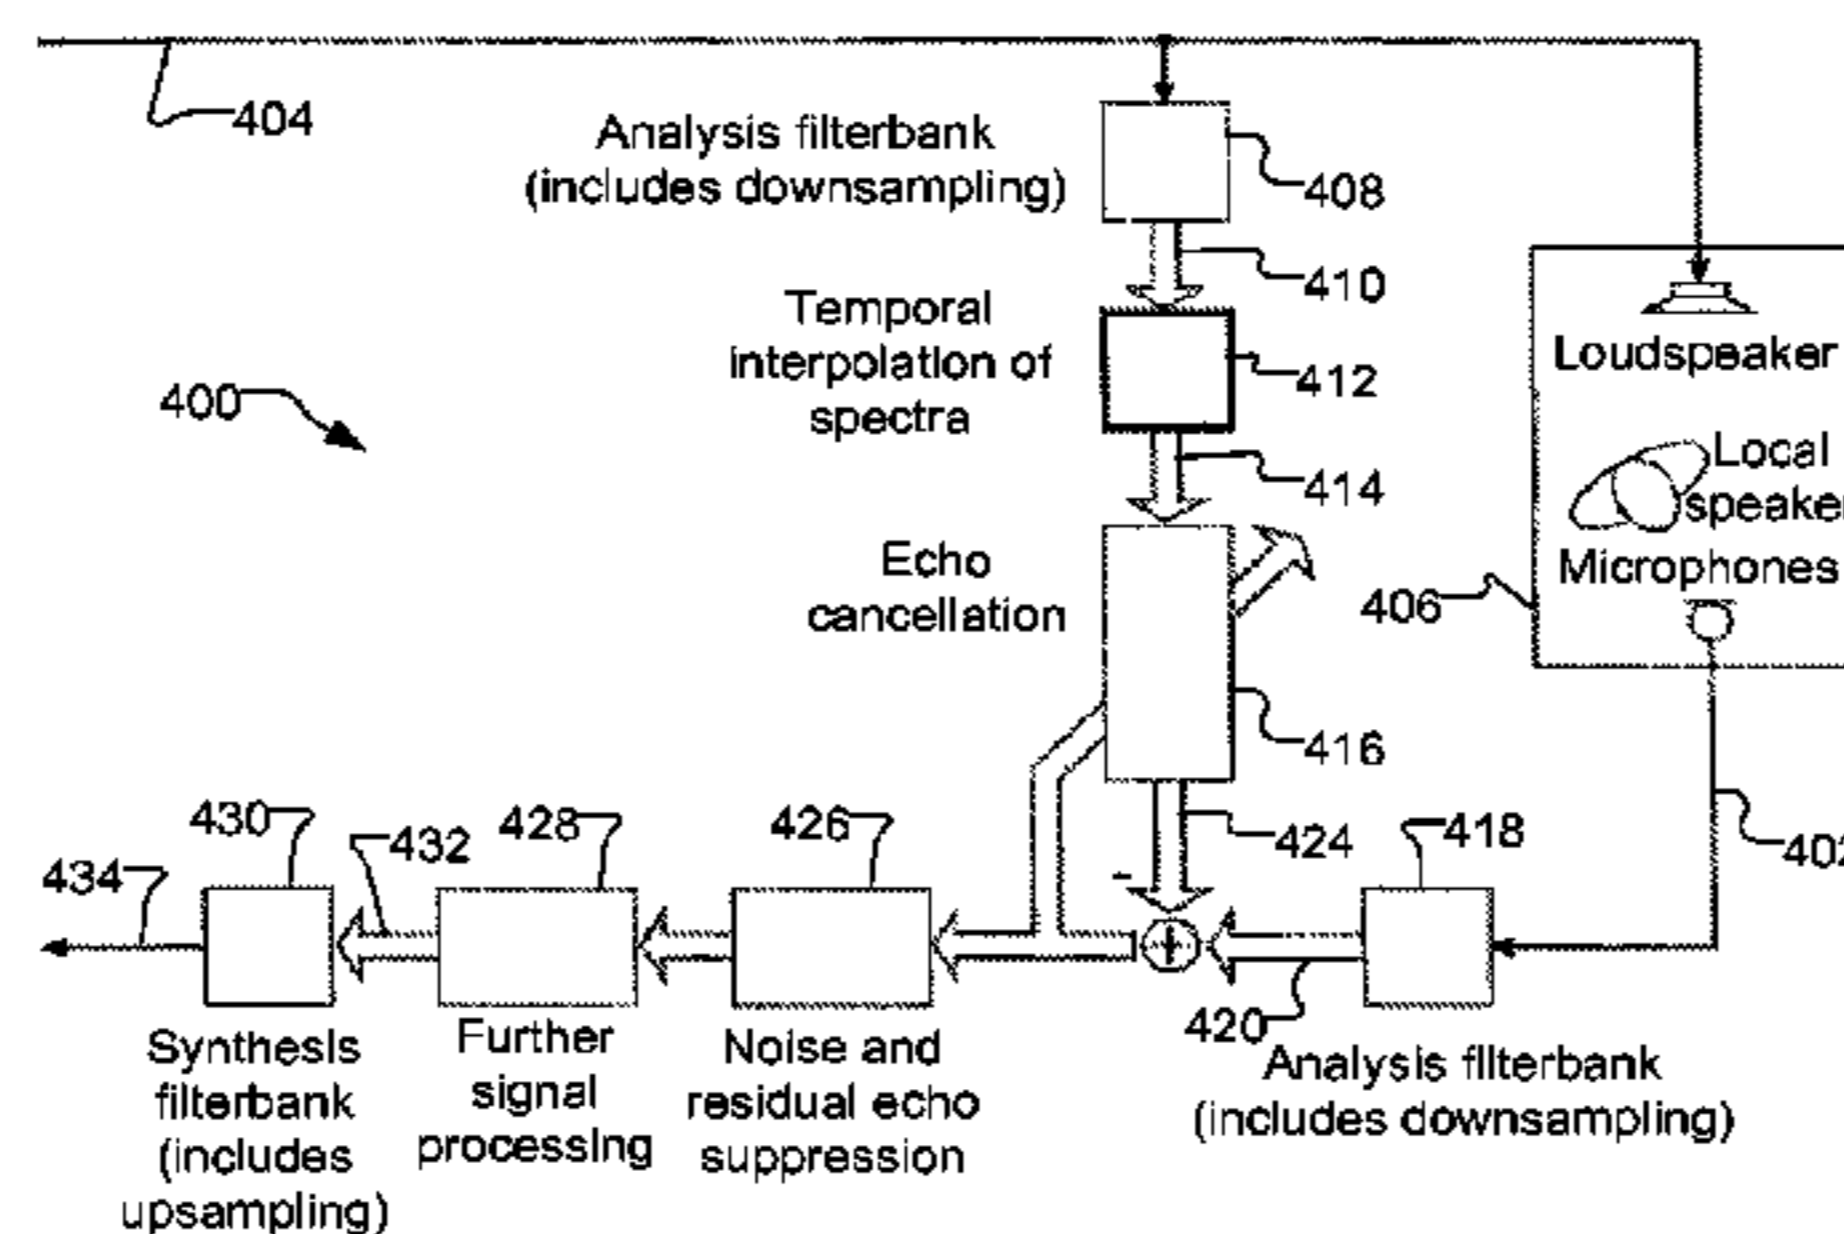 404
Analysis filterbank
(includes downsampling)
408
410
Temporal
interpolation of
spectra
412
400
414
Loudspeaker
Local
speaker
Microphones
406
Echo
cancellation
416
402
424
418
430
432
428
426
434
-
+
420
Synthesis
filterbank
(includes
upsampling)
Further
signal
processing
Noise and
residual echo
suppression
Analysis filterbank
(includes downsampling)